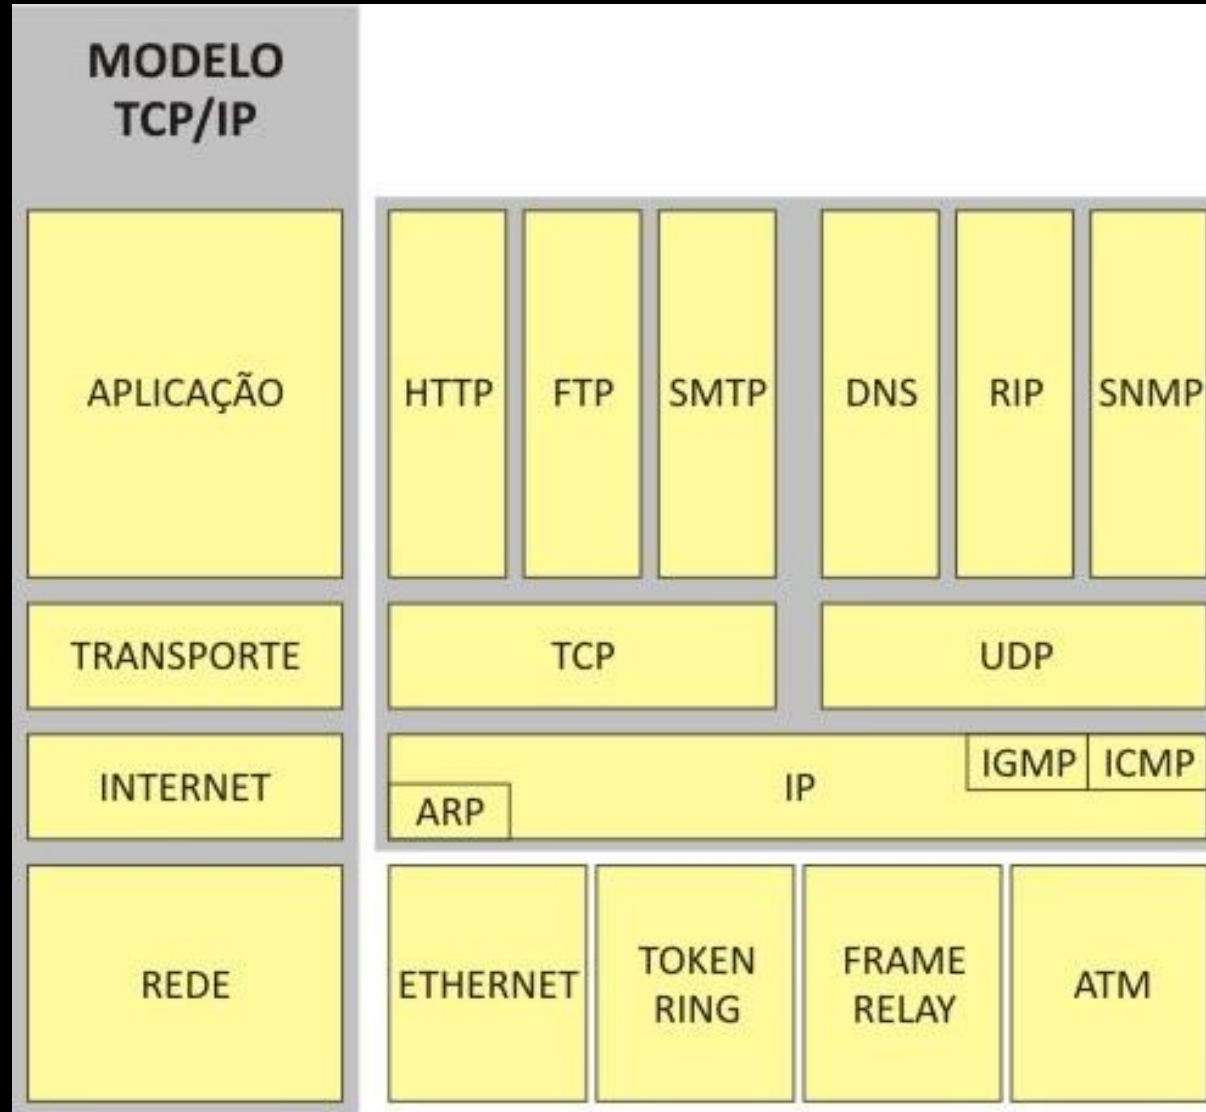 MODELO
TCP/IP
APLICAÇÃO
HTTP
FTP
SMTP
DNS
RIP
SNMP
TRANSPORTE
TCP
UDP
INTERNET
ARP
IP
IGMP
ICMP
REDE
ETHERNET
TOKEN
RING
FRAME
RELAY
ATM